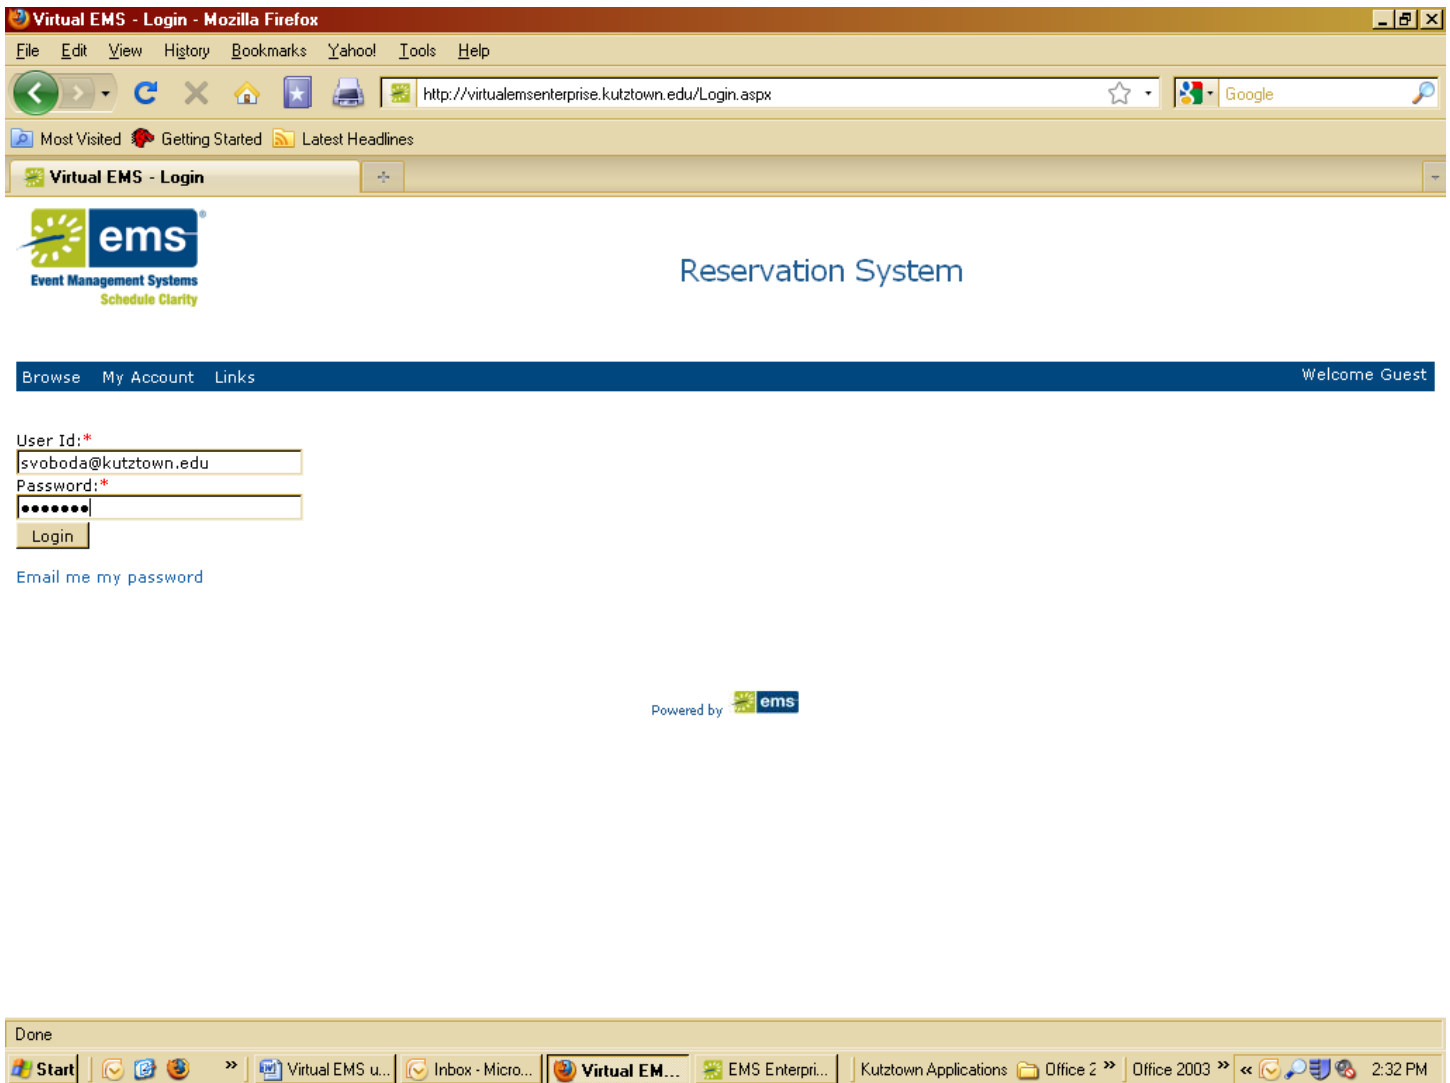 Virtual EMS - Login - Mozilla Firefox
File Edit View History Bookmarks Yahoo! Tools Help
http://virtualemsenterprise.kutztown.edu/Login.aspx Google
Most Visited Getting Started Latest Headlines
Virtual EMS - Login
ems®
Event Management Systems
Schedule Clarity
Reservation System
Browse My Account Links Welcome Guest
User Id:*
svoboda@kutztown.edu
Password:*
•••••••
Login
Email me my password
Powered by ems
Done
Start » Virtual EMS u... Inbox - Micro... Virtual EM... EMS Enterpri... Kutztown Applications Office 2 » Office 2003 » « 2:32 PM